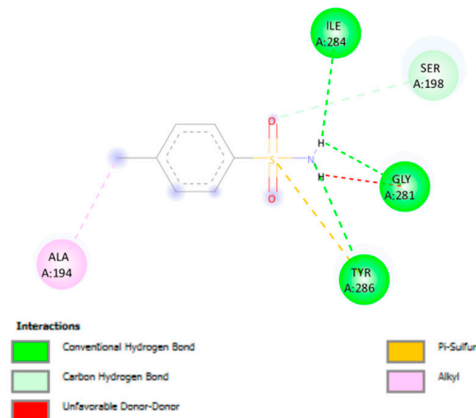 ILE
A:284
SER
A:198
O
H
S
N
H
GLY
A:281
O
ALA
A:194
TYR
A:286
Interactions
Conventional Hydrogen Bond
Carbon Hydrogen Bond
Unfavorable Donor-Donor
Pi-Sulfur
Alkyl